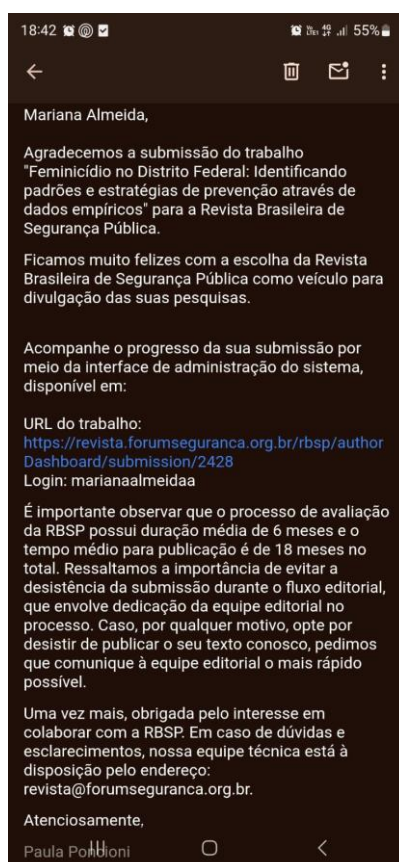 18:42
55%
Mariana Almeida,
Agradecemos a submissão do trabalho
"Feminicídio no Distrito Federal: Identificando
padrões e estratégias de prevenção através de
dados empíricos" para a Revista Brasileira de
Segurança Pública.
Ficamos muito felizes com a escolha da Revista
Brasileira de Segurança Pública como veículo para
divulgação das suas pesquisas.
Acompanhe o progresso da sua submissão por
meio da interface de administração do sistema,
disponível em:
URL do trabalho:
https://revista.forumseguranca.org.br/rbsp/author
Dashboard/submission/2428
Login: marianaalmeidaa
É importante observar que o processo de avaliação
da RBSP possui duração média de 6 meses e o
tempo médio para publicação é de 18 meses no
total. Ressaltamos a importância de evitar a
desistência da submissão durante o fluxo editorial,
que envolve dedicação da equipe editorial no
processo. Caso, por qualquer motivo, opte por
desistir de publicar o seu texto conosco, pedimos
que comunique à equipe editorial o mais rápido
possível.
Uma vez mais, obrigada pelo interesse em
colaborar com a RBSP. Em caso de dúvidas e
esclarecimentos, nossa equipe técnica está à
disposição pelo endereço:
revista@forumseguranca.org.br.
Atenciosamente,
Paula